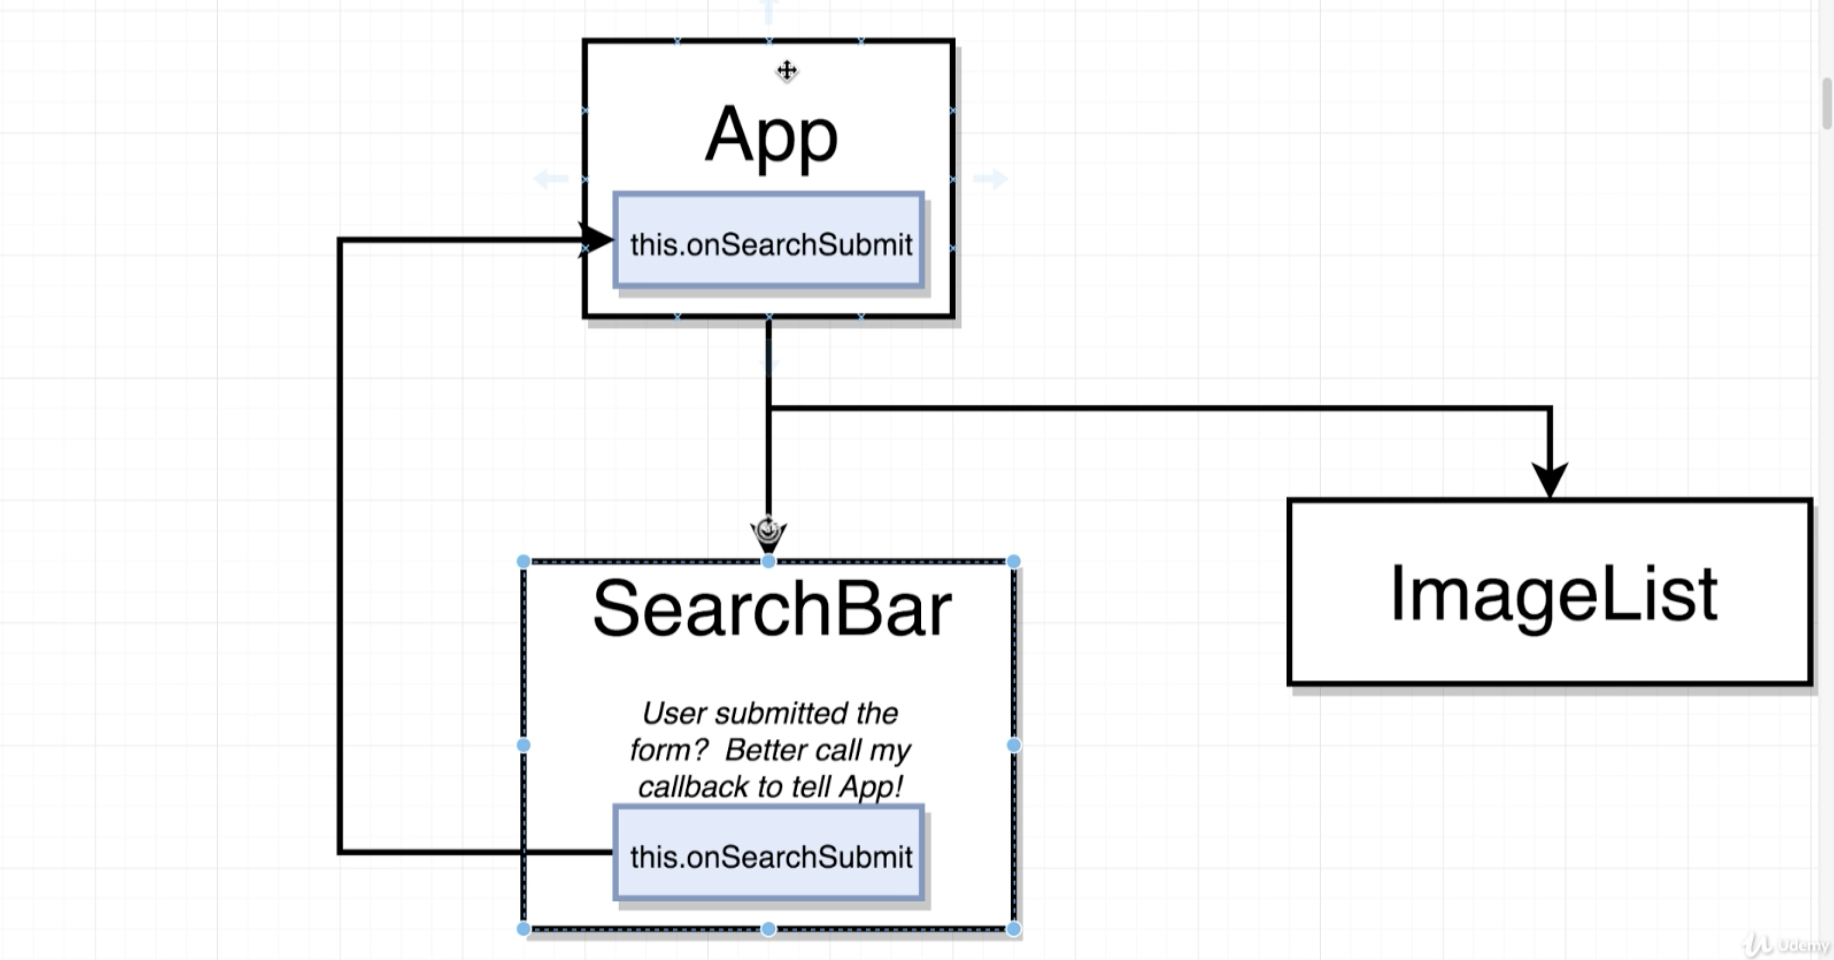 App
this.onSearchSubmit
SearchBar
User submitted the
form?  Better call my
callback to tell App!
this.onSearchSubmit
ImageList
Udemy